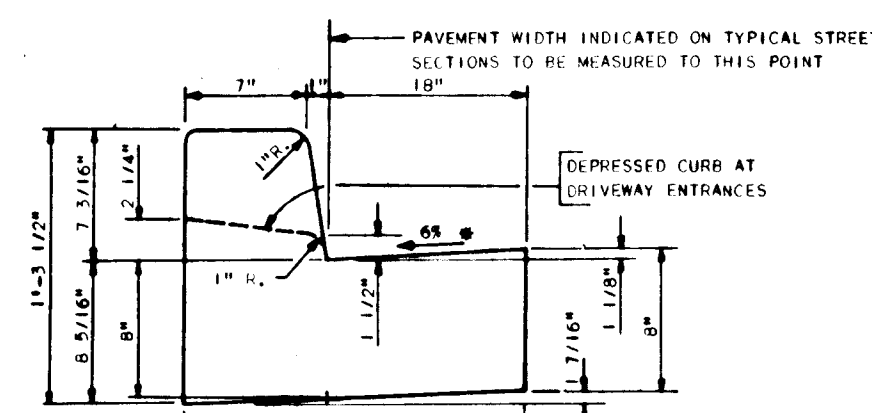 PAVEMENT WIDTH INDICATED ON TYPICAL STREET
SECTIONS TO BE MEASURED TO THIS POINT
7"
1"
18"
1"R.
DEPRESSED CURB AT
DRIVEWAY ENTRANCES
1'-3 1/2"
7 3/16"
2 1/4"
6% *
1" R.
8 5/16"
8"
1 1/2"
1 1/8"
8"
1 7/16"